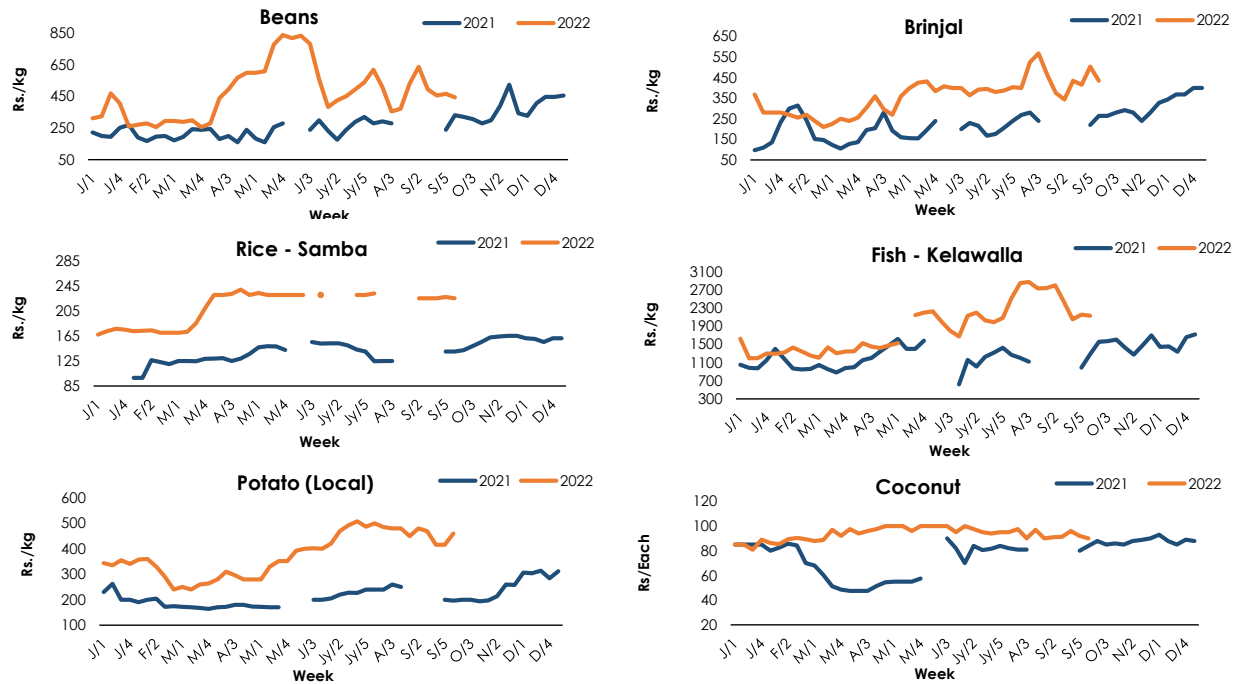 Beans
2021 2022
Rs./kg
850
650
450
250
50
J/1 J/4 F/2 M/1 M/4 A/3 M/1 M/4 J/3 Jy/2 Jy/5 A/3 S/2 S/5 O/3 N/2 D/1 D/4
Week
Brinjal
2021 2022
Rs./kg
650
550
450
350
250
150
50
J/1 J/4 F/2 M/1 M/4 A/3 M/1 M/4 J/3 Jy/2 Jy/5 A/3 S/2 S/5 O/3 N/2 D/1 D/4
Week
Rice - Samba
2021 2022
Rs./kg
285
245
205
165
125
85
J/1 J/4 F/2 M/1 M/4 A/3 M/1 M/4 J/3 Jy/2 Jy/5 A/3 S/2 S/5 O/3 N/2 D/1 D/4
Week
Fish - Kelawalla
2021 2022
Rs./kg
3100
2700
2300
1900
1500
1100
700
300
J/1 J/4 F/2 M/1 M/4 A/3 M/1 M/4 J/3 Jy/2 Jy/5 A/3 S/2 S/5 O/3 N/2 D/1 D/4
Week
Potato (Local)
2021 2022
Rs./kg
600
500
400
300
200
100
J/1 J/4 F/2 M/1 M/4 A/3 M/1 M/4 J/3 Jy/2 Jy/5 A/3 S/2 S/5 O/3 N/2 D/1 D/4
Week
Coconut
2021 2022
Rs/Each
120
100
80
60
40
20
J/1 J/4 F/2 M/1 M/4 A/3 M/1 M/4 J/3 Jy/2 Jy/5 A/3 S/2 S/5 O/3 N/2 D/1 D/4
Week